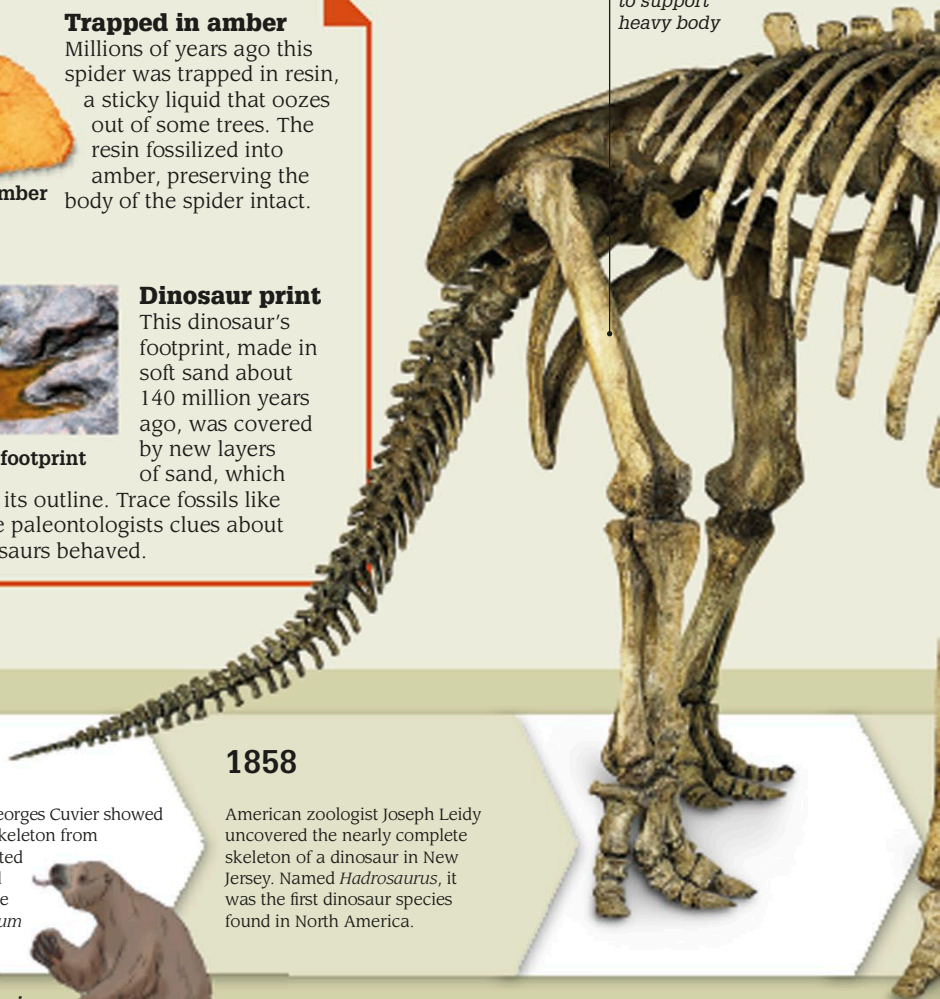 to support
heavy body
Trapped in amber
Millions of years ago this
spider was trapped in resin,
a sticky liquid that oozes
out of some trees. The
resin fossilized into
amber, preserving the
body of the spider intact.
Dinosaur print
This dinosaur's
footprint, made in
soft sand about
140 million years
ago, was covered
by new layers
of sand, which
footprint
its outline. Trace fossils like
paleontologists clues about
behaved.
1858
American zoologist Joseph Leidy
uncovered the nearly complete
skeleton of a dinosaur in New
Jersey. Named Hadrosaurus, it
was the first dinosaur species
found in North America.
Cuvier showed
from